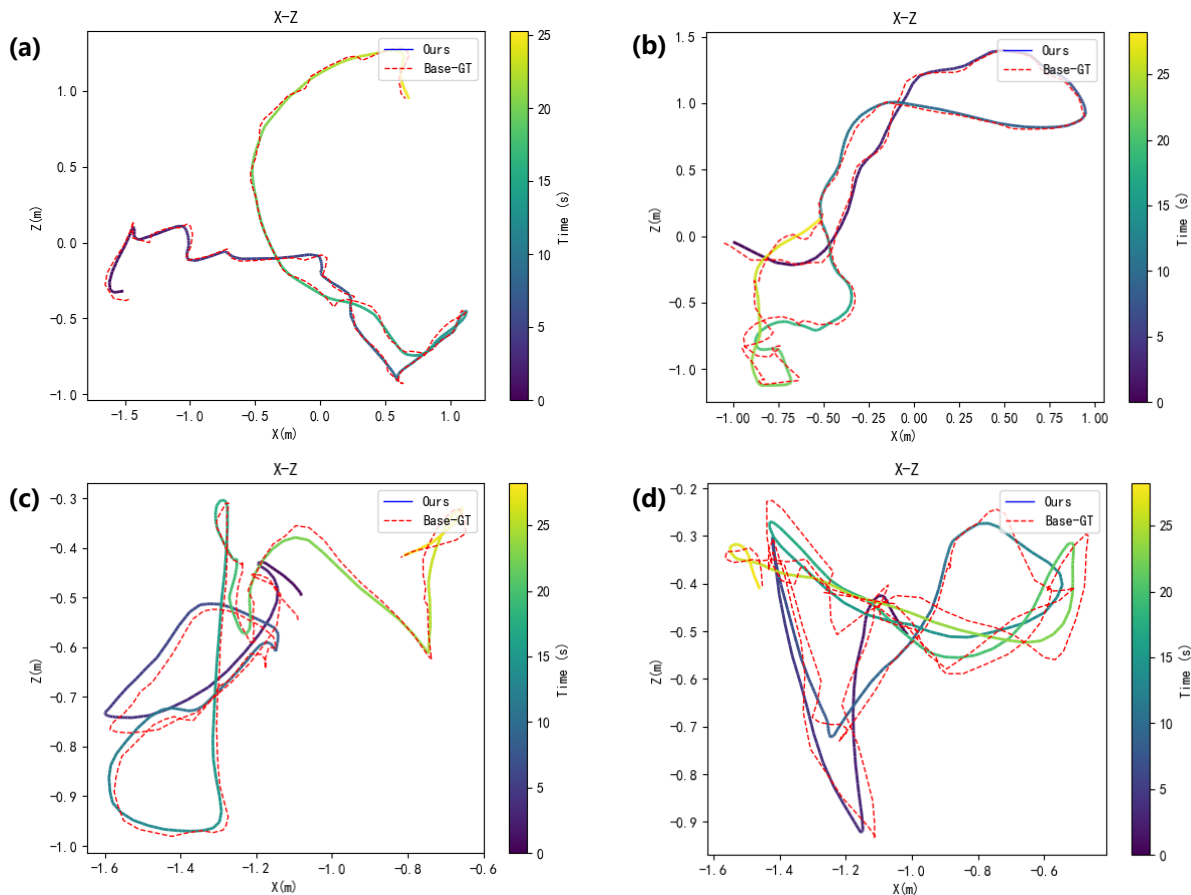 (a)
X-Z
Ours
Base-GT
Z(m)
1.0
0.5
0.0
-0.5
-1.0
-1.5
-1.0
-0.5
0.0
0.5
1.0
X(m)
25
20
15
10
5
0
Time (s)
(b)
X-Z
Ours
Base-GT
Z(m)
1.5
1.0
0.5
0.0
-0.5
-1.0
-1.00
-0.75
-0.50
-0.25
0.00
0.25
0.50
0.75
1.00
X(m)
25
20
15
10
5
0
Time (s)
(c)
X-Z
Ours
Base-GT
Z(m)
-0.3
-0.4
-0.5
-0.6
-0.7
-0.8
-0.9
-1.0
-1.6
-1.4
-1.2
-1.0
-0.8
-0.6
X(m)
25
20
15
10
5
0
Time (s)
(d)
X-Z
Ours
Base-GT
Z(m)
-0.2
-0.3
-0.4
-0.5
-0.6
-0.7
-0.8
-0.9
-1.6
-1.4
-1.2
-1.0
-0.8
-0.6
X(m)
25
20
15
10
5
0
Time (s)